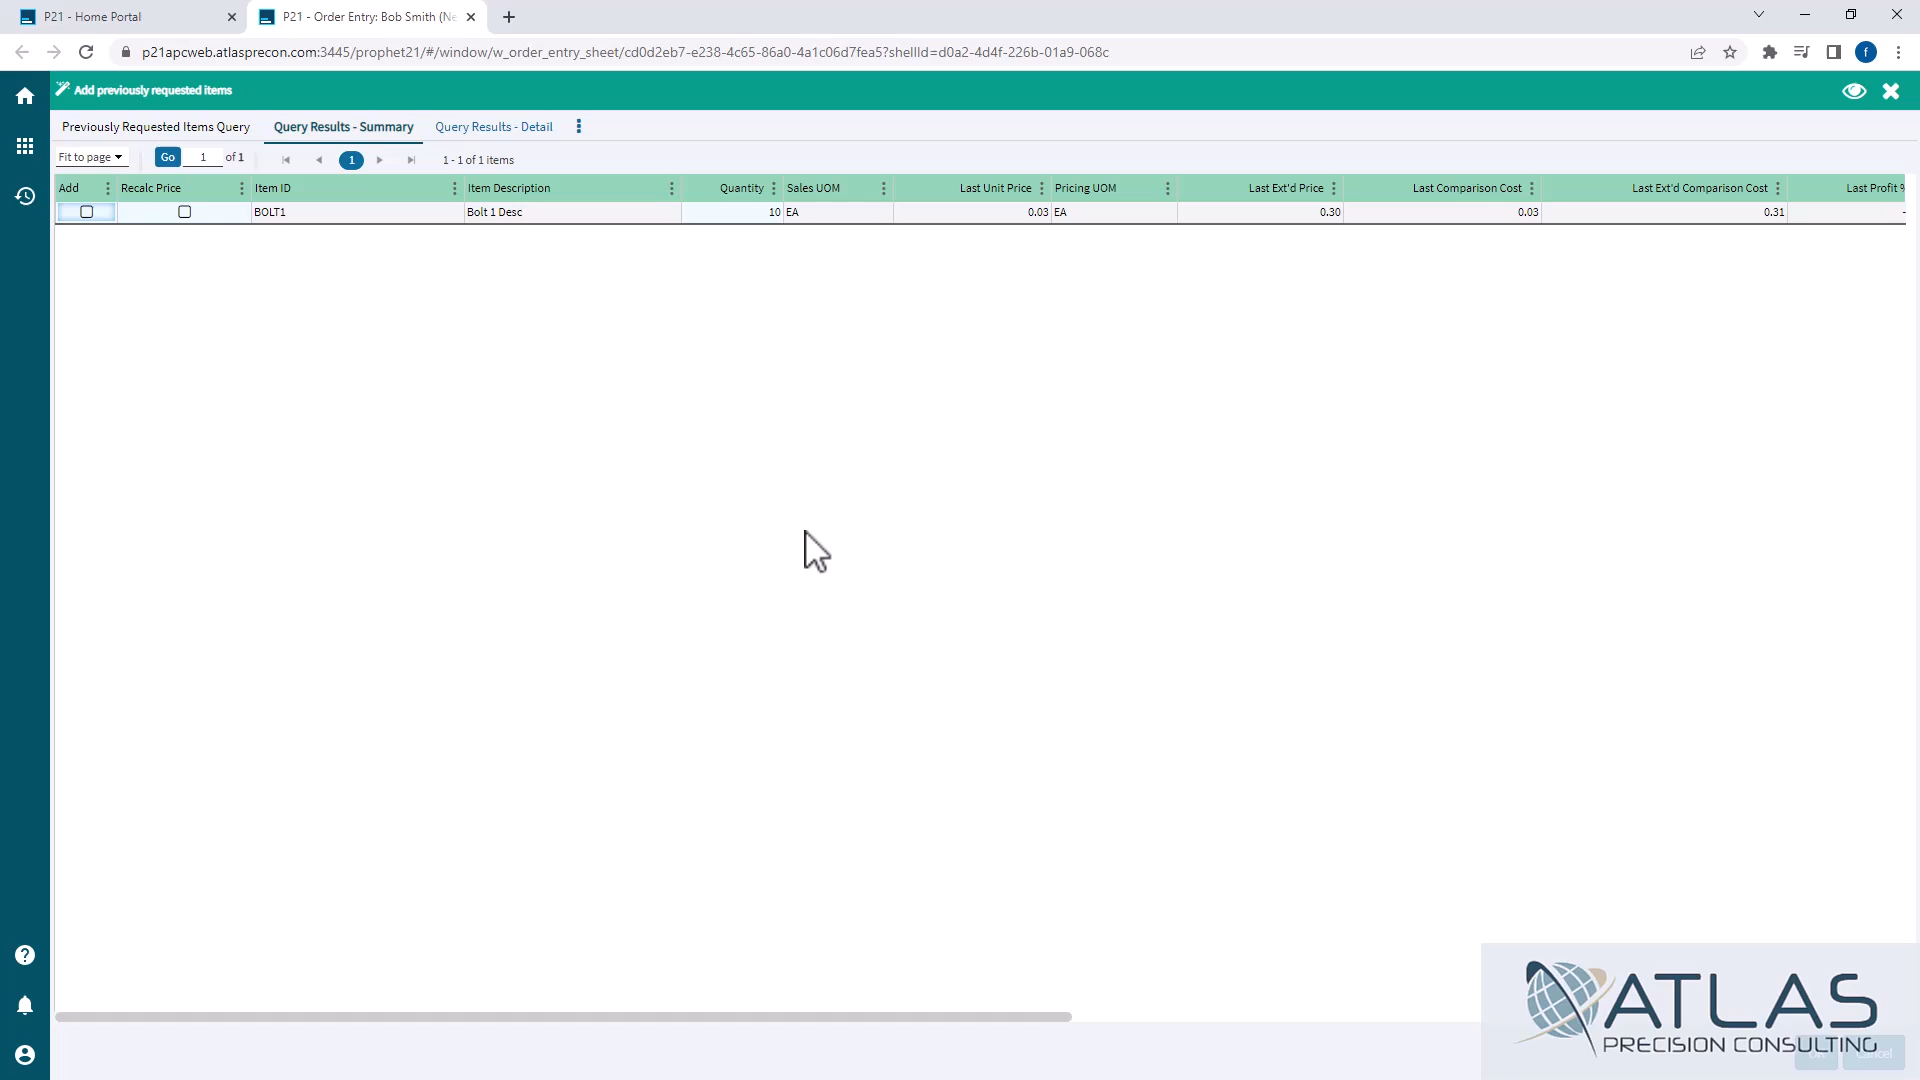 P21 - Home Portal
P21 - Order Entry: Bob Smith (Ne
p21apcweb.atlasprecon.com:3445/prophet21/#/window/w_order_entry_sheet/cd0d2eb7-e238-4c65-86a0-4a1c06d7fea5?shellId=d0a2-4d4f-226b-01a9-068c
f
Add previously requested items
Previously Requested Items Query Query Results - Summary Query Results - Detail
Fit to page Go 1 of 1 1 1 - 1 of 1 items
Add Recalc Price Item ID Item Description Quantity Sales UOM Last Unit Price Pricing UOM Last Ext'd Price Last Comparison Cost Last Ext'd Comparison Cost Last Profit %
BOLT1 Bolt 1 Desc 10 EA 0.03 EA 0.30 0.03 0.31 -
ATLAS
PRECISION CONSULTING
Cancel